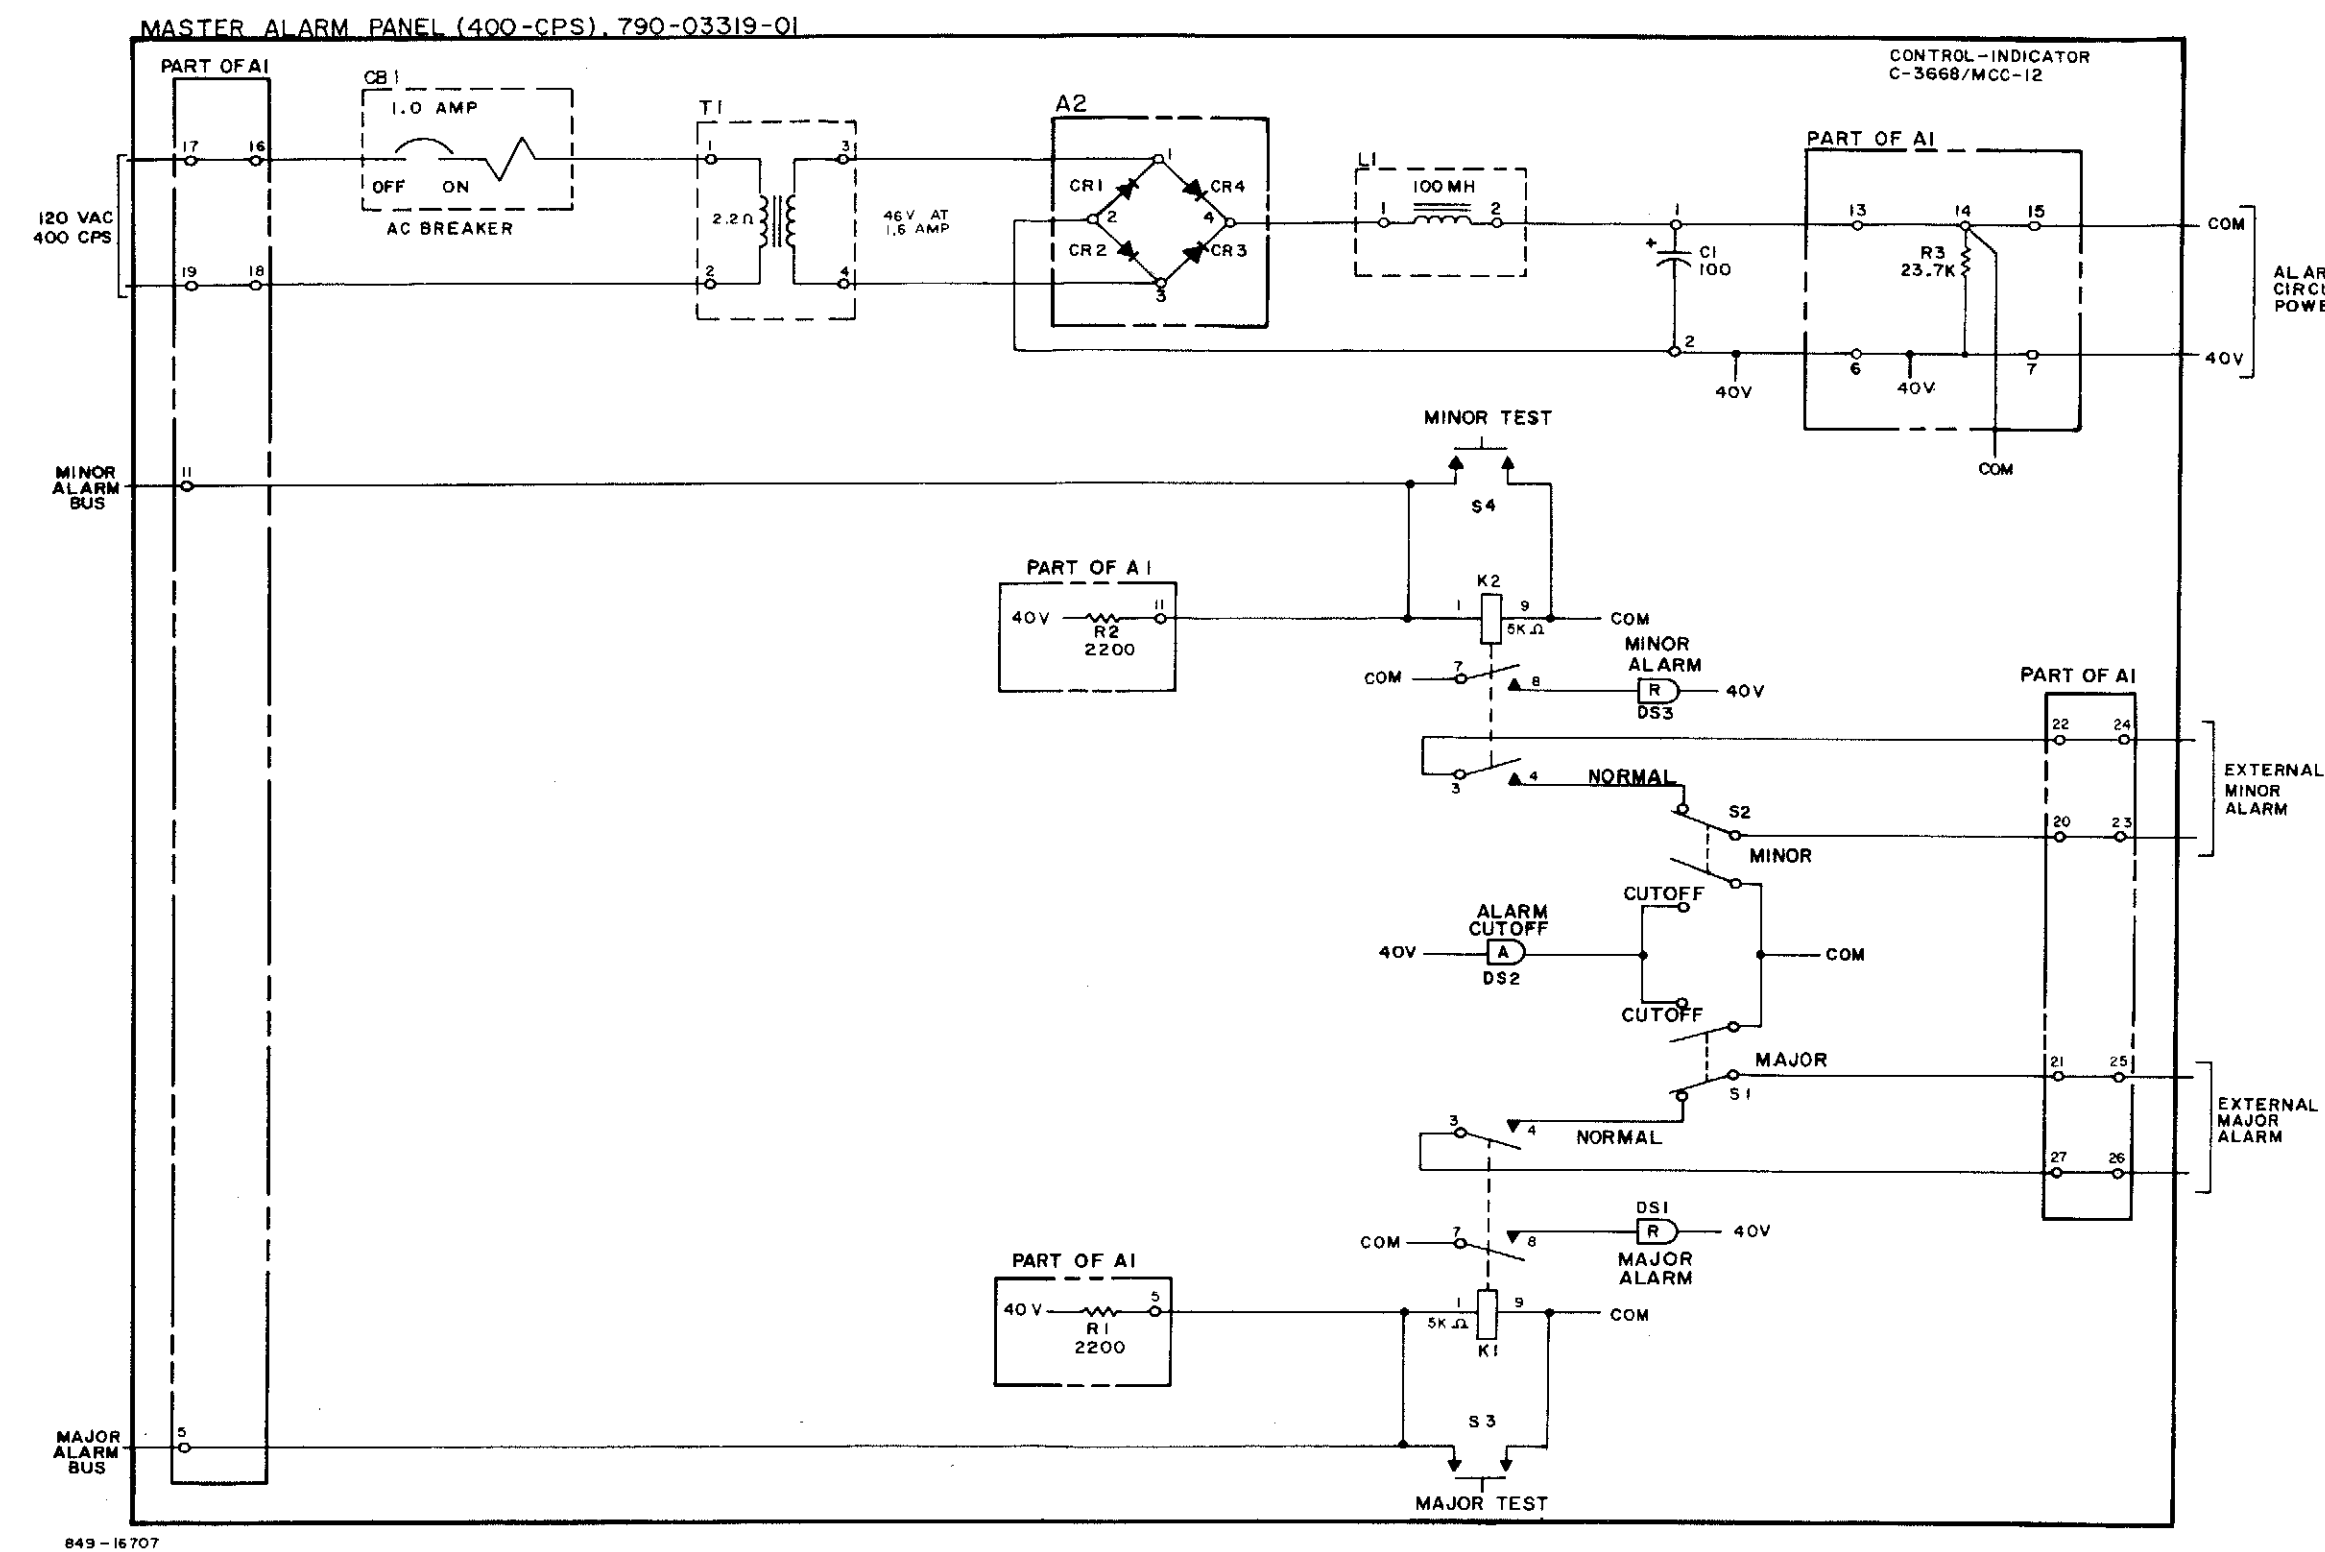 MASTER ALARM PANEL (400-CPS), 790-03319-01
CONTROL-INDICATOR
C-3668/MCC-12
PART OF A1
CB1
1.0 AMP
OFF ON
AC BREAKER
17 16
19 18
120 VAC
400 CPS
T1
1 3
2.2Ω
2 4
46V AT
1.6 AMP
A2
1
CR1 CR4
2 4
CR2 CR3
3
L1
100MH
1 2
1
+
C1
100
2
40V
PART OF A1
13 14 15
R3
23.7K
6 7
40V
COM
COM
40V
MINOR
ALARM
BUS
11
MINOR TEST
S4
PART OF A1
40V
11
R2
2200
K2
1 9
5KΩ
COM
MINOR
ALARM
COM
7
8
R
40V
DS3
3
4
NORMAL
S2
MINOR
PART OF A1
22 24
20 23
EXTERNAL
MINOR
ALARM
CUTOFF
ALARM
CUTOFF
40V
A
DS2
COM
CUTOFF
MAJOR
S1
21 25
27 26
EXTERNAL
MAJOR
ALARM
3
4
NORMAL
DS1
COM
7
8
R
40V
MAJOR
ALARM
PART OF A1
40V
5
R1
2200
1 9
5KΩ
K1
COM
S3
MAJOR
ALARM
BUS
5
MAJOR TEST
849-16707